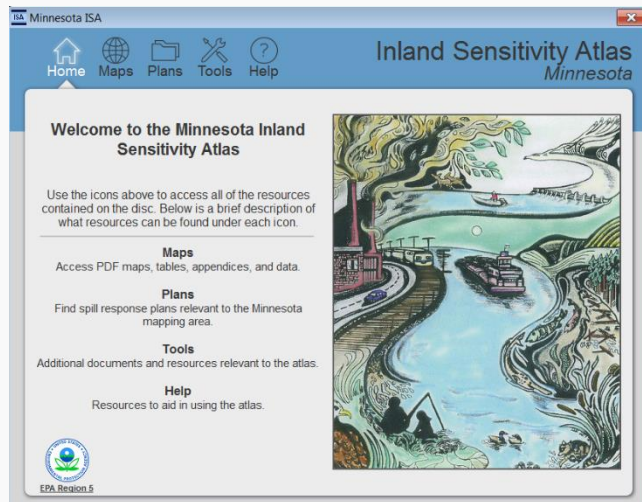 Minnesota ISA
Home Maps Plans Tools Help
Inland Sensitivity Atlas
Minnesota
Welcome to the Minnesota Inland
Sensitivity Atlas
Use the icons above to access all of the resources
contained on the disc. Below is a brief description of
what resources can be found under each icon.
Maps
Access PDF maps, tables, appendices, and data.
Plans
Find spill response plans relevant to the Minnesota
mapping area.
Tools
Additional documents and resources relevant to the atlas.
Help
Resources to aid in using the atlas.
EPA Region 5